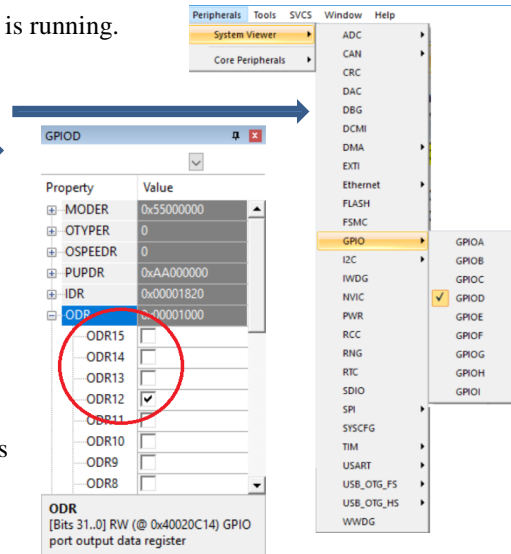 is running.
Peripherals Tools SVCS Window Help
System Viewer
Core Peripherals
ADC
CAN
CRC
DAC
DBG
DCMI
DMA
EXTI
Ethernet
FLASH
FSMC
GPIO
I2C
IWDG
NVIC
PWR
RCC
RNG
RTC
SDIO
SPI
SYSCFG
TIM
USART
USB_OTG_FS
USB_OTG_HS
WWDG
GPIOA
GPIOB
GPIOC
GPIOD
GPIOE
GPIOF
GPIOG
GPIOH
GPIOI
GPIOD
Property Value
MODER 0x55000000
OTYPER 0
OSPEEDR 0
PUPDR 0xAA000000
IDR 0x00001820
ODR 0x00001000
ODR15
ODR14
ODR13
ODR12
ODR11
ODR10
ODR9
ODR8
s
ODR
[Bits 31..0] RW (@ 0x40020C14) GPIO
port output data register